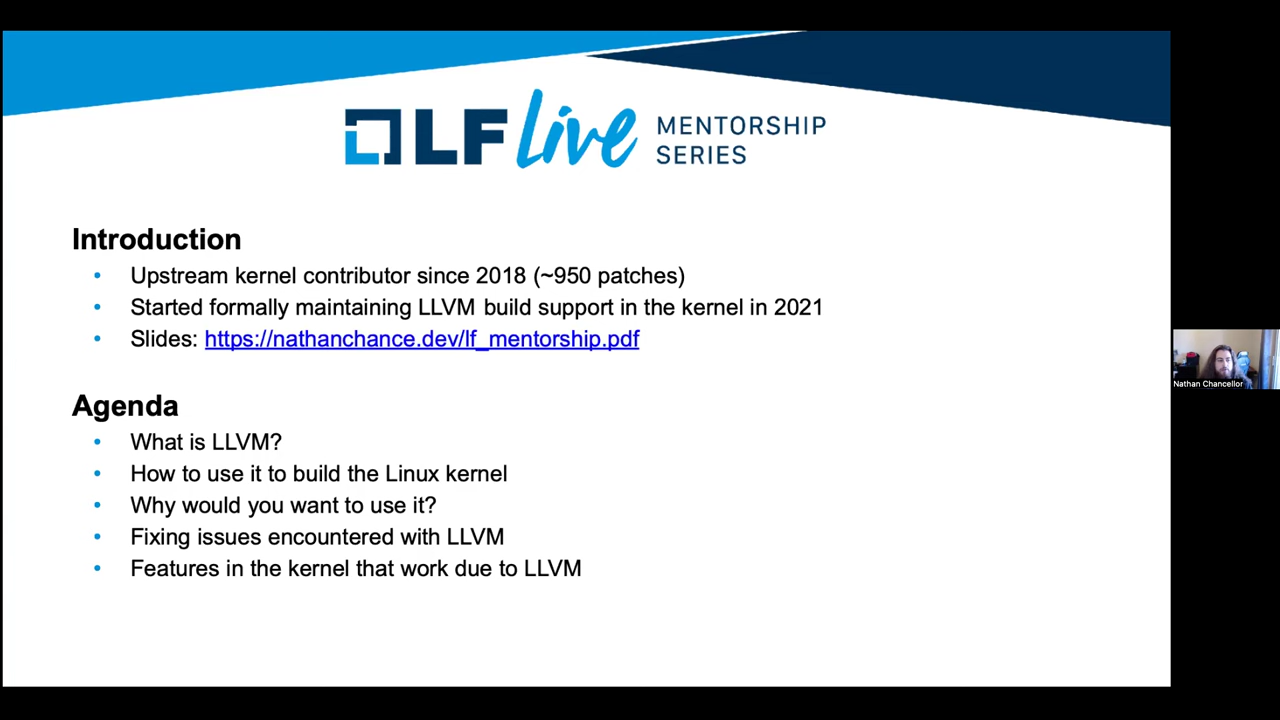 LF Live MENTORSHIP
SERIES
Introduction
• Upstream kernel contributor since 2018 (~950 patches)
• Started formally maintaining LLVM build support in the kernel in 2021
• Slides: https://nathanchance.dev/lf_mentorship.pdf
Nathan Chancellor
Agenda
• What is LLVM?
• How to use it to build the Linux kernel
• Why would you want to use it?
• Fixing issues encountered with LLVM
• Features in the kernel that work due to LLVM